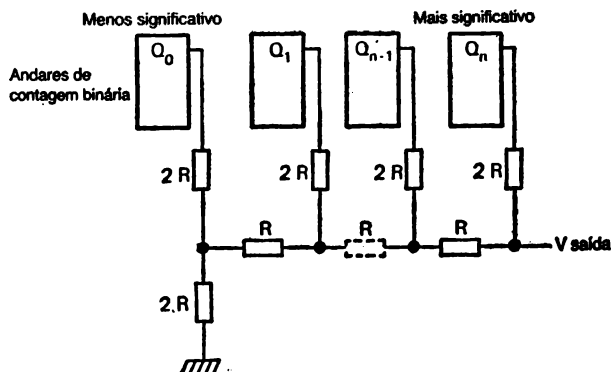 Menos significativo
Mais significativo
Q0
Q1
Qn-1
Qn
Andares de
contagem binária
2 R
2 R
2 R
2 R
R
R
R
V saída
2.R